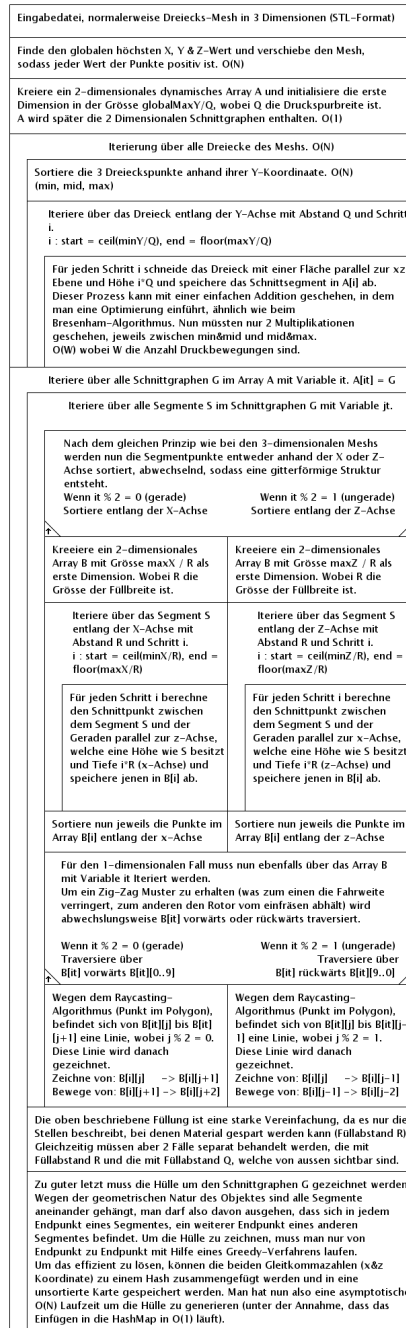 Eingabedatei, normalerweise Dreiecks-Mesh in 3 Dimensionen (STL-Format)
Finde den globalen höchsten X, Y & Z-Wert und verschiebe den Mesh,
sodass jeder Wert der Punkte positiv ist. O(N)
Kreiere ein 2-dimensionales dynamisches Array A und initialisiere die erste
Dimension in der Grösse globalMaxY/Q, wobei Q die Druckspurbreite ist.
A wird später die 2 Dimensionalen Schnittgraphen enthalten. O(1)
Iterierung über alle Dreiecke des Meshs. O(N)
Sortiere die 3 Dreieckspunkte anhand ihrer Y-Koordinaate. O(N)
(min, mid, max)
Iteriere über das Dreieck entlang der Y-Achse mit Abstand Q und Schritt
i.
i : start = ceil(minY/Q), end = floor(maxY/Q)
Für jeden Schritt i schneide das Dreieck mit einer Fläche parallel zur xz
Ebene und Höhe i*Q und speichere das Schnittsegment in A[i] ab.
Dieser Prozess kann mit einer einfachen Addition geschehen, in dem
man eine Optimierung einführt, ähnlich wie beim
Bresenham-Algorithmus. Nun müssten nur 2 Multiplikationen
geschehen, jeweils zwischen min&mid und mid&max.
O(W) wobei W die Anzahl Druckbewegungen sind.
Iteriere über alle Schnittgraphen G im Array A mit Variable it. A[it] = G
Iteriere über alle Segmente S im Schnittgraphen G mit Variable jt.
Nach dem gleichen Prinzip wie bei den 3-dimensionalen Meshs
werden nun die Segmentpunkte entweder anhand der X oder Z-
Achse sortiert, abwechselnd, sodass eine gitterförmige Struktur
entsteht.
Wenn it % 2 = 0 (gerade) Wenn it % 2 = 1 (ungerade)
Sortiere entlang der X-Achse Sortiere entlang der Z-Achse
Kreeiere ein 2-dimensionales
Array B mit Grösse maxX / R als
erste Dimension. Wobei R die
Grösse der Füllbreite ist.
Kreeiere ein 2-dimensionales
Array B mit Grösse maxZ / R als
erste Dimension. Wobei R die
Grösse der Füllbreite ist.
Iteriere über das Segment S
entlang der X-Achse mit
Abstand R und Schritt i.
i : start = ceil(minX/R), end =
floor(maxX/R)
Iteriere über das Segment S
entlang der Z-Achse mit
Abstand R und Schritt i.
i : start = ceil(minZ/R), end =
floor(maxZ/R)
Für jeden Schritt i berechne
den Schnittpunkt zwischen
dem Segment S und der
Geraden parallel zur z-Achse,
welche eine Höhe wie S besitzt
und Tiefe i*R (x-Achse) und
speichere jenen in B[i] ab.
Für jeden Schritt i berechne
den Schnittpunkt zwischen
dem Segment S und der
Geraden parallel zur x-Achse,
welche eine Höhe wie S besitzt
und Tiefe i*R (z-Achse) und
speichere jenen in B[i] ab.
Sortiere nun jeweils die Punkte im
Array B[i] entlang der x-Achse
Sortiere nun jeweils die Punkte im
Array B[i] entlang der z-Achse
Für den 1-dimensionalen Fall muss nun ebenfalls über das Array B
mit Variable it Iteriert werden.
Um ein Zig-Zag Muster zu erhalten (was zum einen die Fahrweite
verringert, zum anderen den Rotor vom einfräsen abhält) wird
abwechslungsweise B[it] vorwärts oder rückwärts traversiert.
Wenn it % 2 = 0 (gerade) Wenn it % 2 = 1 (ungerade)
Traversiere über Traversiere über
B[it] vorwärts B[it][0..9] B[it] rückwärts B[it][9..0]
Wegen dem Raycasting-
Algorithmus (Punkt im Polygon),
befindet sich von B[it][j] bis B[it]
[j+1] eine Linie, wobei j % 2 = 0.
Diese Linie wird danach
gezeichnet.
Zeichne von: B[i][j] -> B[i][j+1]
Bewege von: B[i][j+1] -> B[i][j+2]
Wegen dem Raycasting-
Algorithmus (Punkt im Polygon),
befindet sich von B[it][j] bis B[it][j-
1] eine Linie, wobei j % 2 = 1.
Diese Linie wird danach
gezeichnet.
Zeichne von: B[i][j] -> B[i][j-1]
Bewege von: B[i][j-1] -> B[i][j-2]
Die oben beschriebene Füllung ist eine starke Vereinfachung, da es nur die
Stellen beschreibt, bei denen Material gespart werden kann (Füllabstand R)
Gleichzeitig müssen aber 2 Fälle separat behandelt werden, die mit
Füllabstand R und die mit Füllabstand Q, welche von aussen sichtbar sind.
Zu guter letzt muss die Hülle um den Schnittgraphen G gezeichnet werden
Wegen der geometrischen Natur des Objektes sind alle Segmente
aneinander gehängt, man darf also davon ausgehen, dass sich in jedem
Endpunkt eines Segmentes, ein weiterer Endpunkt eines anderen
Segmentes befindet. Um die Hülle zu zeichnen, muss man nur von
Endpunkt zu Endpunkt mit Hilfe eines Greedy-Verfahrens laufen.
Um das effizient zu lösen, können die beiden Gleitkommazahlen (x&z
Koordinate) zu einem Hash zusammengefügt werden und in eine
unsortierte Karte gespeichert werden. Man hat nun also eine asymptotische
O(N) Laufzeit um die Hülle zu generieren (unter der Annahme, dass das
Einfügen in die HashMap in O(1) läuft).